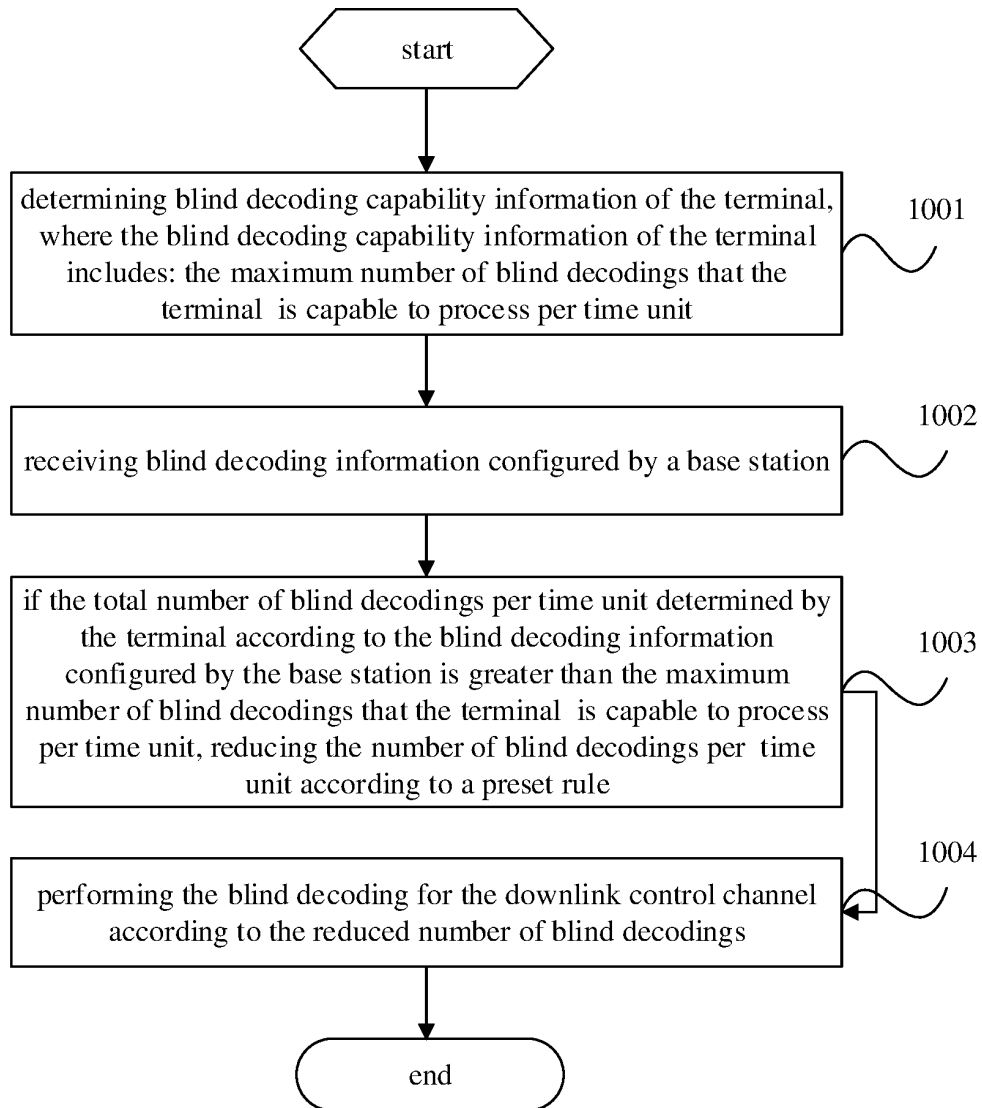 start
determining blind decoding capability information of the terminal,
where the blind decoding capability information of the terminal
includes: the maximum number of blind decodings that the
terminal is capable to process per time unit
1001
receiving blind decoding information configured by a base station
1002
if the total number of blind decodings per time unit determined by
the terminal according to the blind decoding information
configured by the base station is greater than the maximum
number of blind decodings that the terminal is capable to process
per time unit, reducing the number of blind decodings per time
unit according to a preset rule
1003
performing the blind decoding for the downlink control channel
according to the reduced number of blind decodings
1004
end